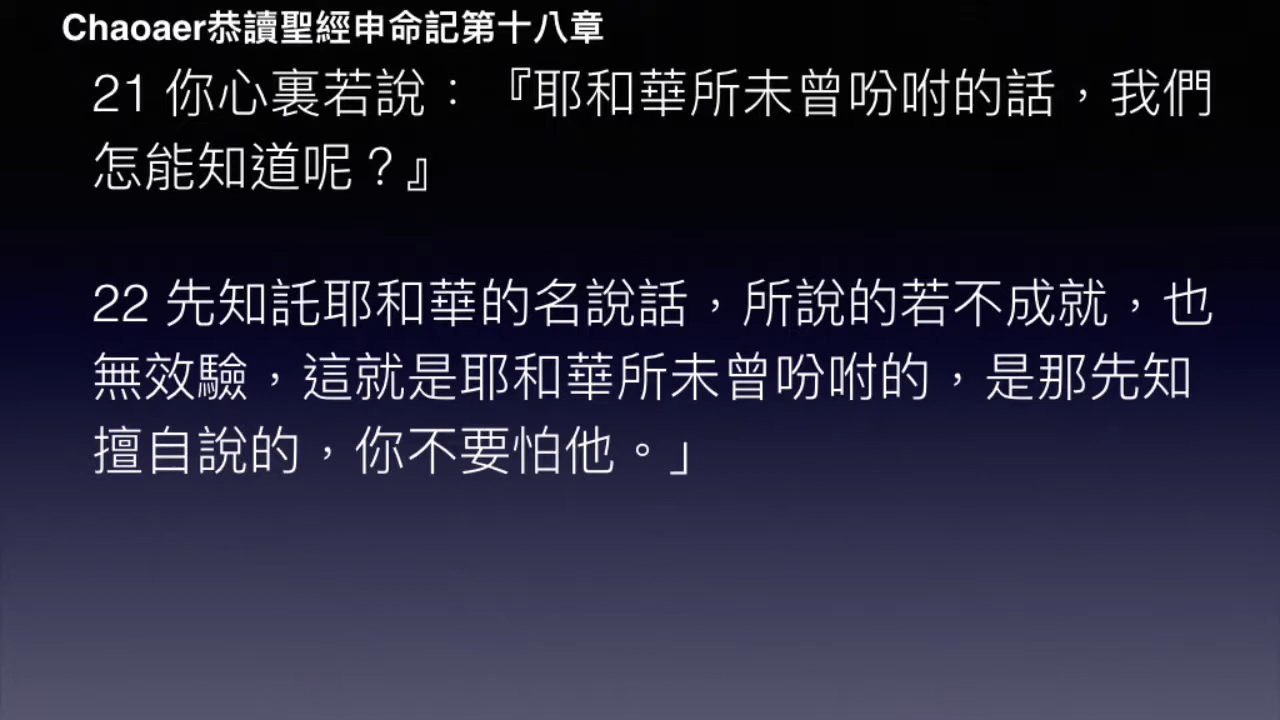 Chaoaer恭讀聖經申命記第十八章
21 你心裏若說：『耶和華所未曾吩咐的話，我們
怎能知道呢？』
22 先知託耶和華的名說話，所說的若不成就，也
無效驗，這就是耶和華所未曾吩咐的，是那先知
擅自說的，你不要怕他。」